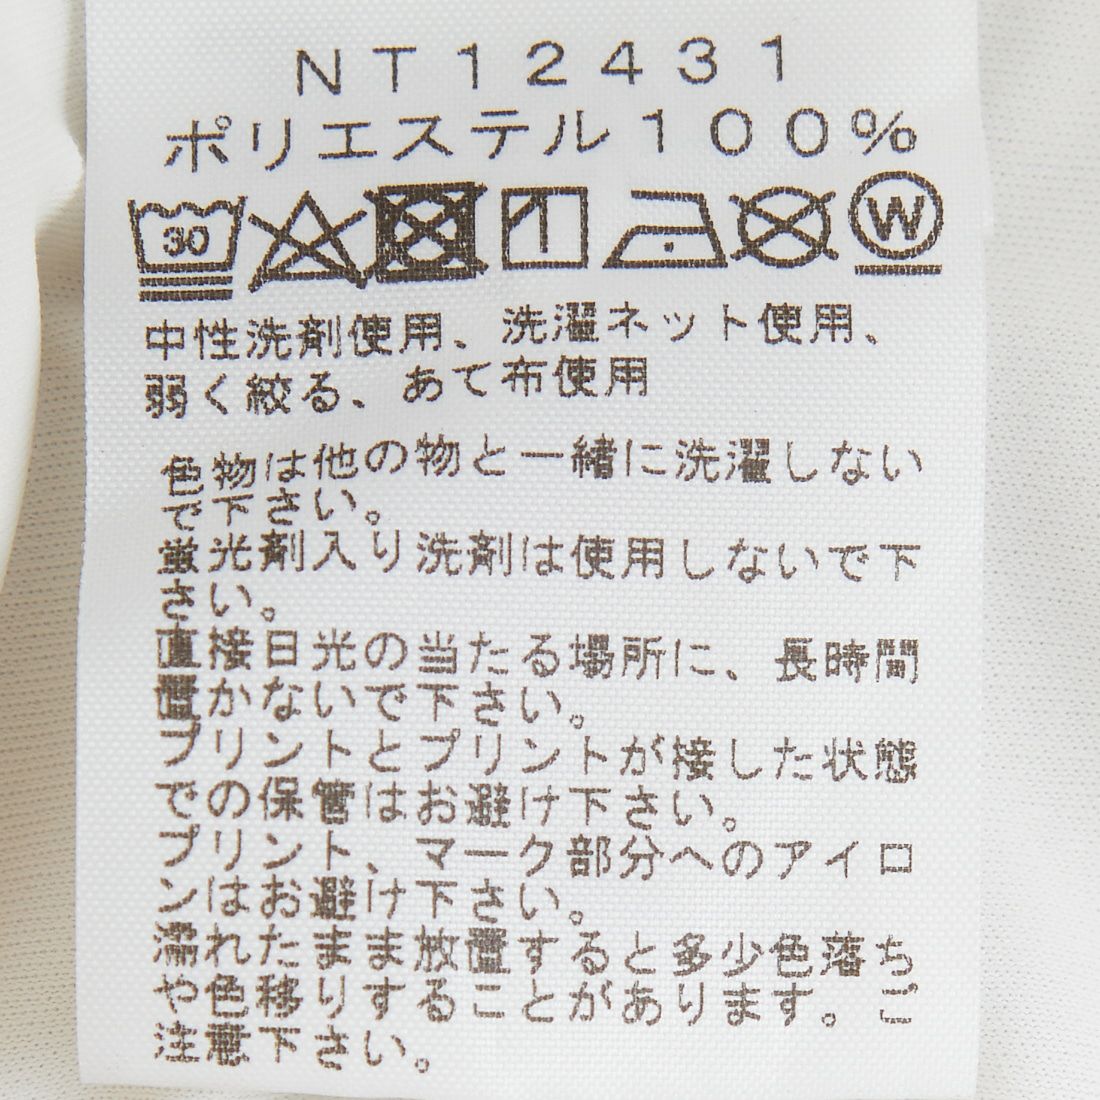 NT12431
ポリエステル100%
30 W
中性洗剤使用、洗濯ネット使用、
弱く絞る、あて布使用
色物は他の物と一緒に洗濯しない
で下さい。
蛍光剤入り洗剤は使用しないで下
さい。
直接日光の当たる場所に、長時間
置かないで下さい。
プリントとプリントが接した状態
での保管はお避け下さい。
プリント、マーク部分へのアイロ
ンはお避け下さい。
濡れたまま放置すると多少色落ち
や色移りすることがあります。ご
注意下さい。